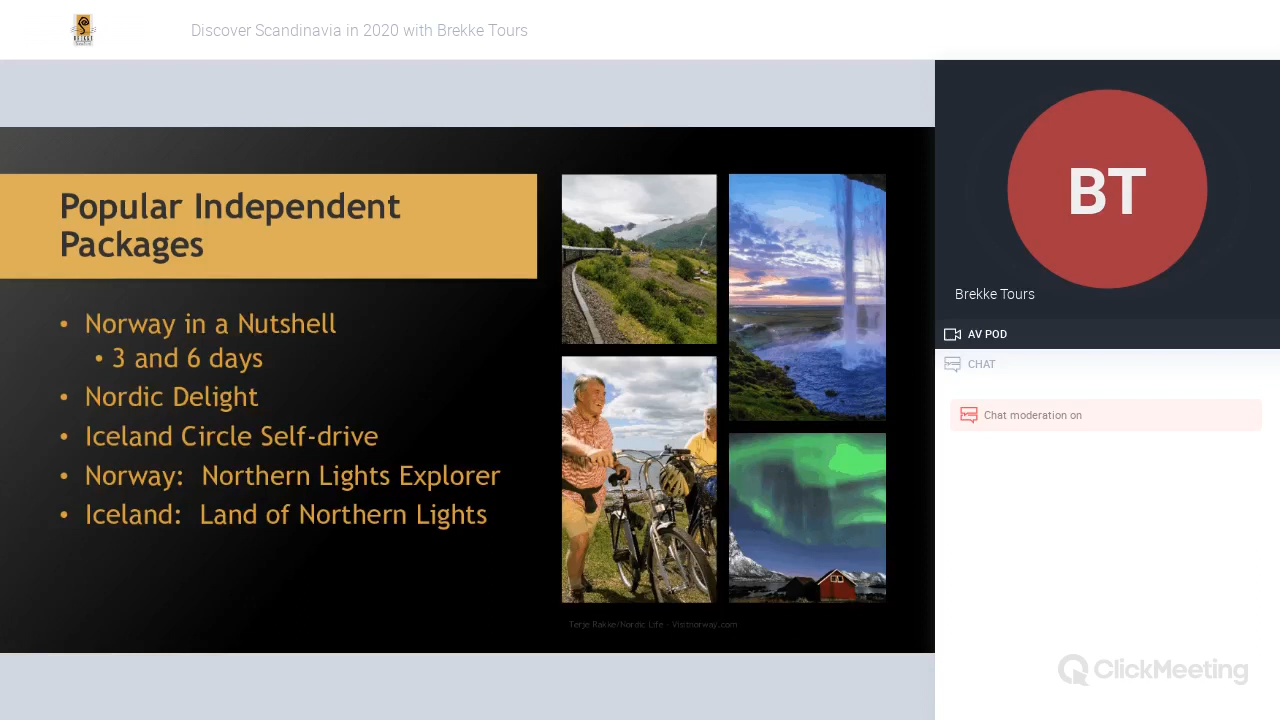 Discover Scandinavia in 2020 with Brekke Tours
Popular Independent
Packages
• Norway in a Nutshell
• 3 and 6 days
• Nordic Delight
• Iceland Circle Self-drive
• Norway: Northern Lights Explorer
• Iceland: Land of Northern Lights
Terje Rakke/Nordic Life - Visitnorway.com
BT
Brekke Tours
AV POD
CHAT
Chat moderation on
ClickMeeting